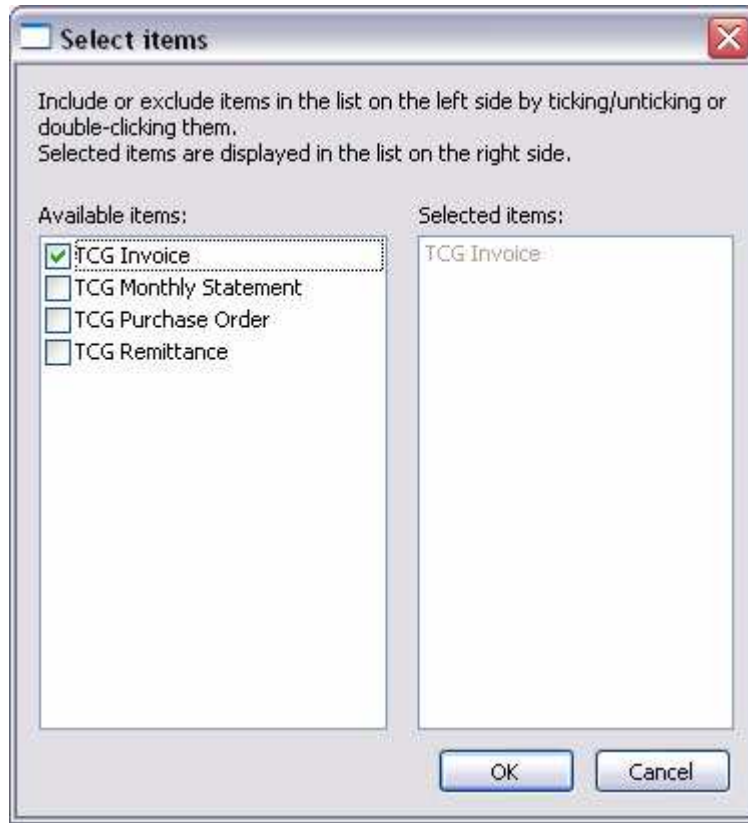 Select items
Include or exclude items in the list on the left side by ticking/unticking or
double-clicking them.
Selected items are displayed in the list on the right side.
Available items:
Selected items:
TCG Invoice
TCG Monthly Statement
TCG Purchase Order
TCG Remittance
TCG Invoice
OK
Cancel